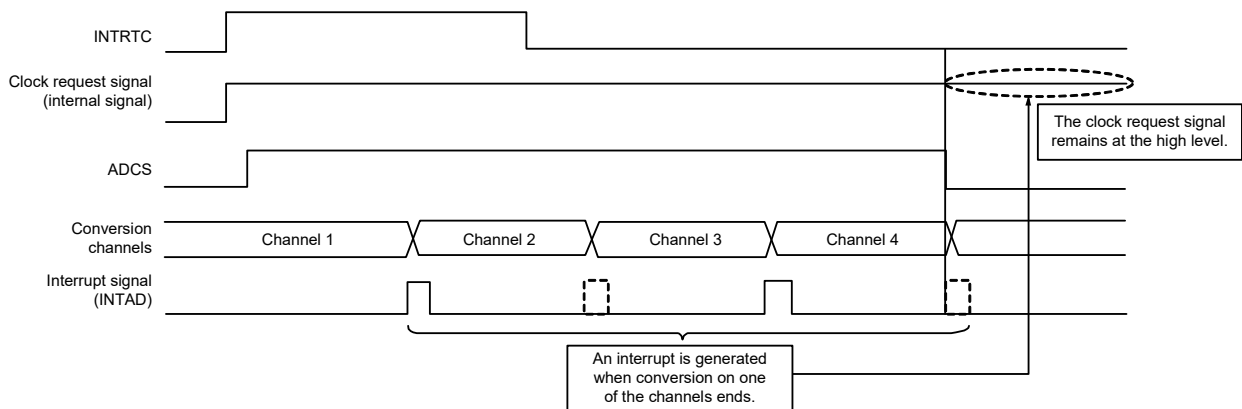 INTRTC
Clock request signal
(internal signal)
The clock request signal
remains at the high level.
ADCS
Conversion
channels
Channel 1
Channel 2
Channel 3
Channel 4
Interrupt signal
(INTAD)
An interrupt is generated
when conversion on one
of the channels ends.